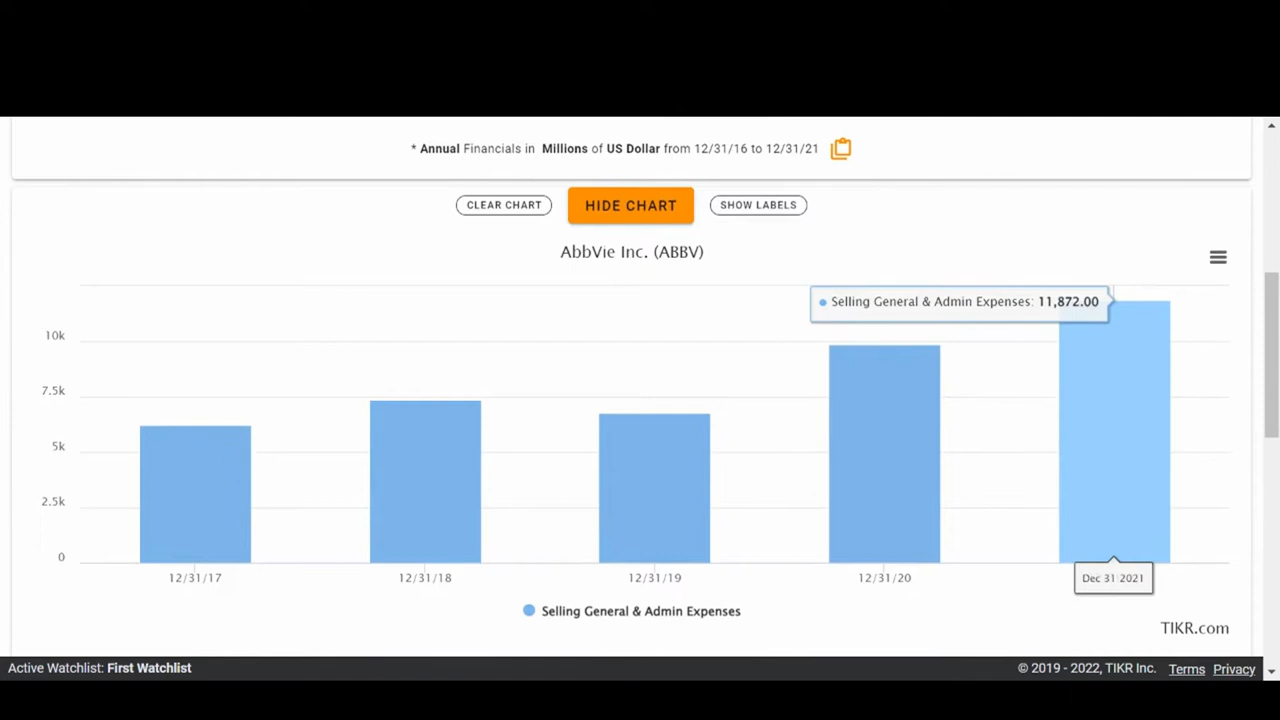 * Annual Financials in Millions of US Dollar from 12/31/16 to 12/31/21
CLEAR CHART HIDE CHART SHOW LABELS
AbbVie Inc. (ABBV)
Selling General & Admin Expenses: 11,872.00
10k
7.5k
5k
2.5k
0
12/31/17 12/31/18 12/31/19 12/31/20 Dec 31 2021
Selling General & Admin Expenses
TIKR.com
Active Watchlist: First Watchlist © 2019 - 2022, TIKR Inc. Terms Privacy